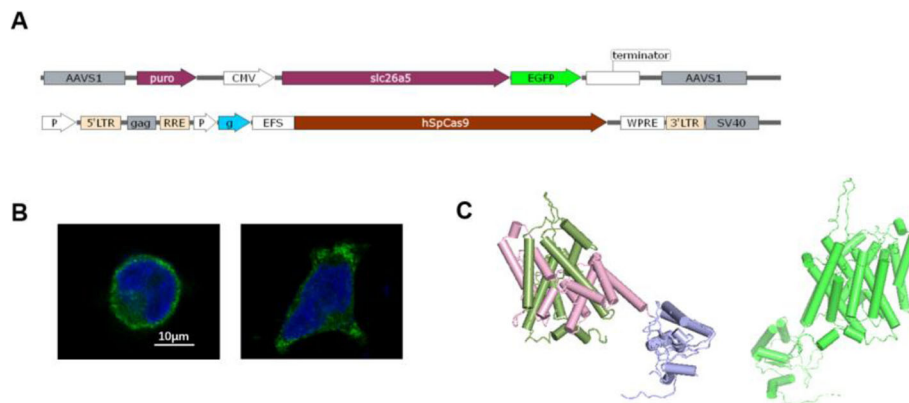 A
terminator
AAVS1 puro CMV slc26a5 EGFP AAVS1
P 5'LTR gag RRE P g EFS hSpCas9 WPRE 3'LTR SV40
B
C
10μm